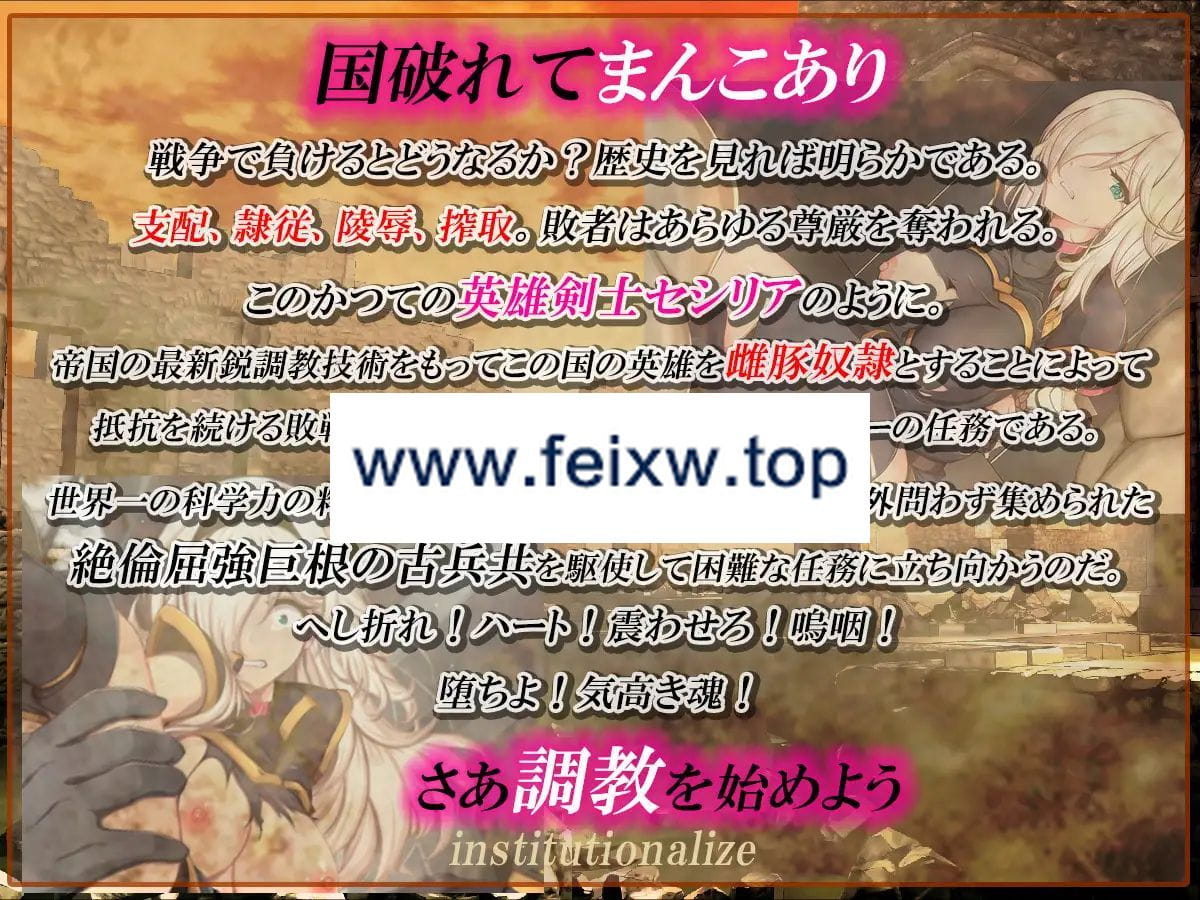 国破れてまんこあり
戦争で負けるとどうなるか？歴史を見れば明らかである。
支配、隷従、陵辱、搾取。敗者はあらゆる尊厳を奪われる。
このかつての英雄剣士セシリアのように。
帝国の最新鋭調教技術をもってこの国の英雄を雌豚奴隷とすることによって
抵抗を続ける敗戦 一の任務である。
www.feixw.top
世界一の科学力の 外問わず集められた
絶倫屈強巨根の古兵共を駆使して困難な任務に立ち向かうのだ。
へし折れ！ハート！震わせろ！嗚咽！
堕ちよ！気高き魂！
さあ調教を始めよう
institutionalize